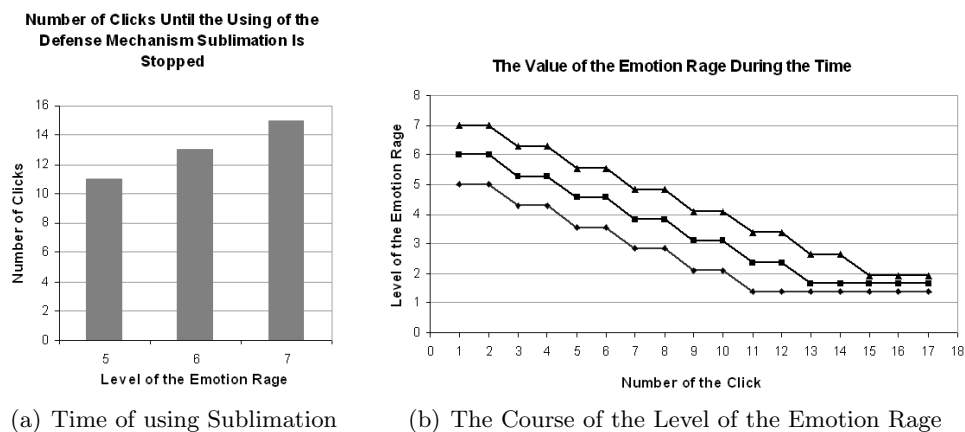 Number of Clicks Until the Using of the
Defense Mechanism Sublimation Is
Stopped
16
14
12
10
8
6
4
2
0
Number of Clicks
5 6 7
Level of the Emotion Rage
(a) Time of using Sublimation
The Value of the Emotion Rage During the Time
8
7
6
5
4
3
2
1
0
Level of the Emotion Rage
0 1 2 3 4 5 6 7 8 9 10 11 12 13 14 15 16 17 18
Number of the Click
(b) The Course of the Level of the Emotion Rage